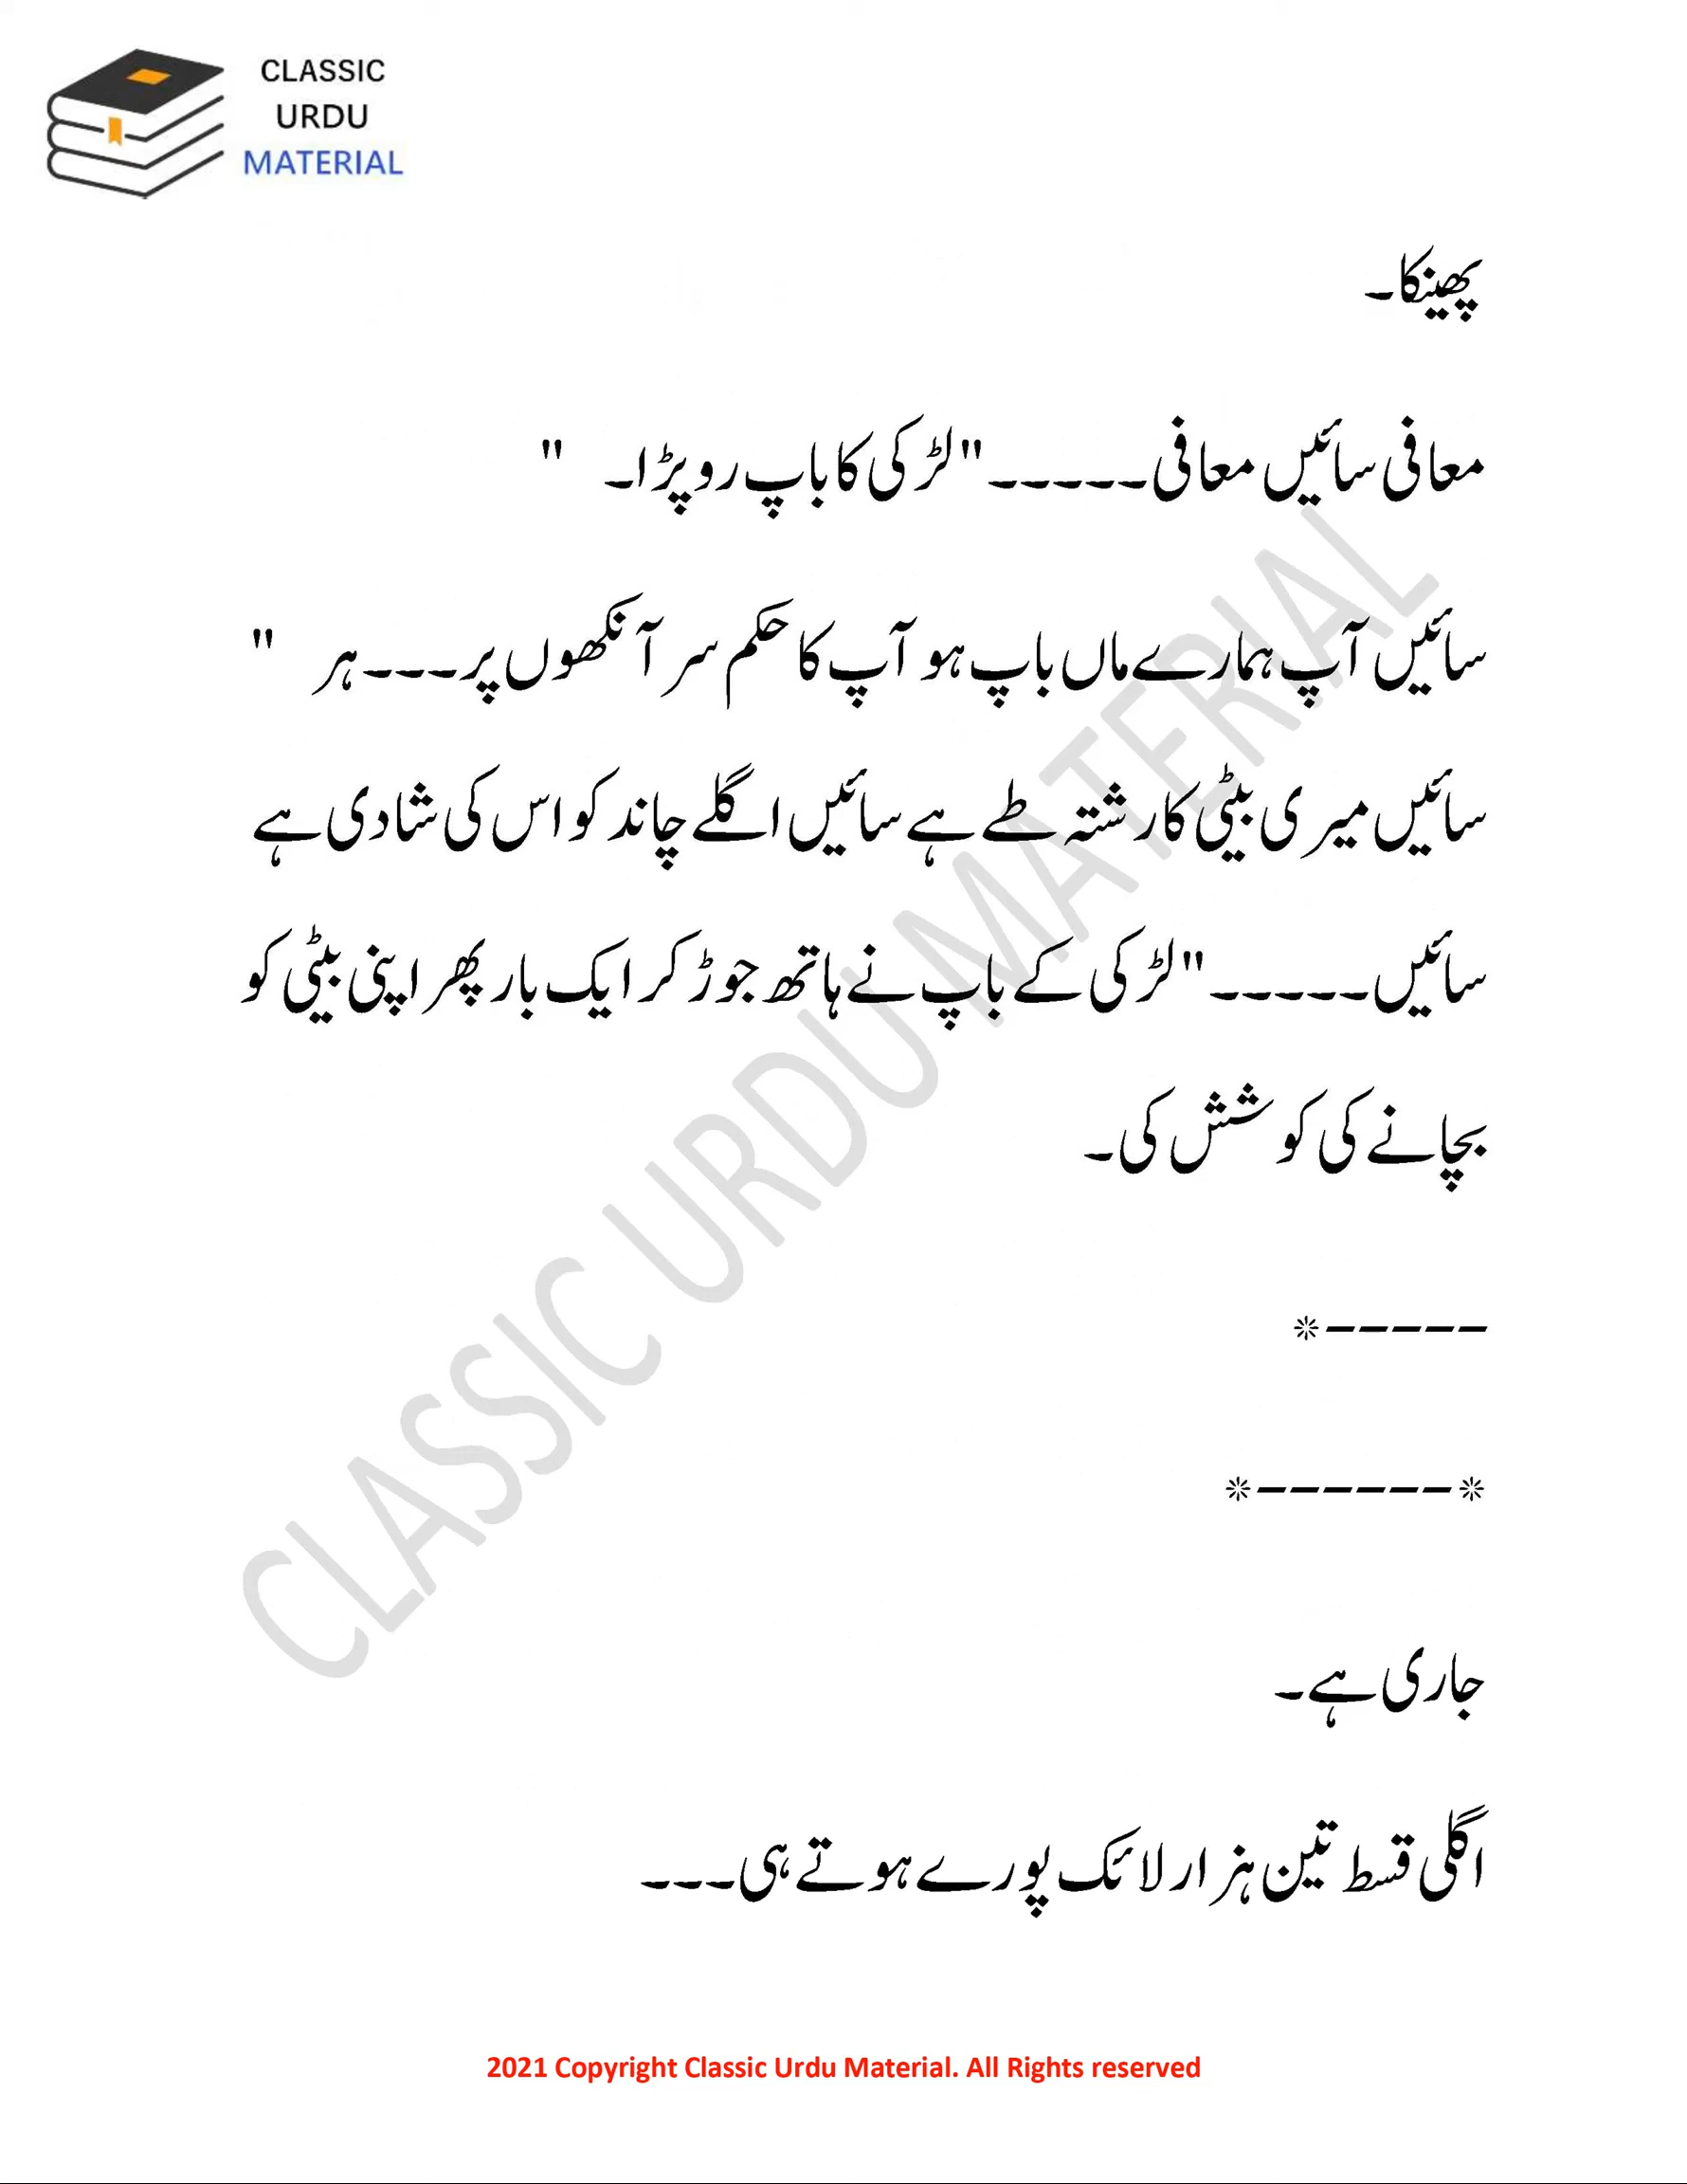 CLASSIC
URDU
MATERIAL
پھینکا۔
معافی سائیں معافی۔۔۔۔۔"لڑکی کا باپ رو پڑا۔ "
سائیں آپ ہمارے ماں باپ ہو آپ کا حکم سر آنکھوں پر۔۔۔ہر "
سائیں میری بیٹی کا رشتہ طے ہے سائیں اگلے چاند کو اس کی شادی ہے
سائیں۔۔۔۔۔"لڑکی کے باپ نے ہاتھ جوڑ کر ایک بار پھر اپنی بیٹی کو
بچانے کی کوشش کی۔
-----*
*------*
جاری ہے۔
اگلی قسط تین ہزار لائک پورے ہوتے ہی۔۔۔
CLASSIC URDU MATERIAL
2021 Copyright Classic Urdu Material. All Rights reserved